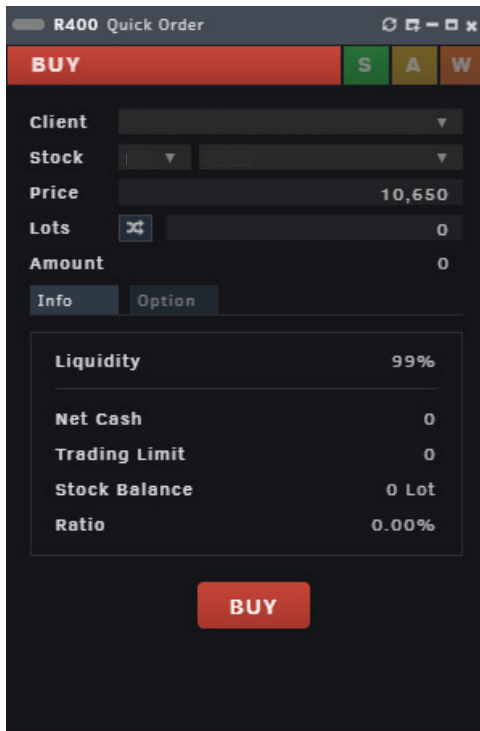 R400 Quick Order
BUY S A W
Client
Stock
Price 10,650
Lots 0
Amount 0
Info Option
Liquidity 99%
Net Cash 0
Trading Limit 0
Stock Balance 0 Lot
Ratio 0.00%
BUY